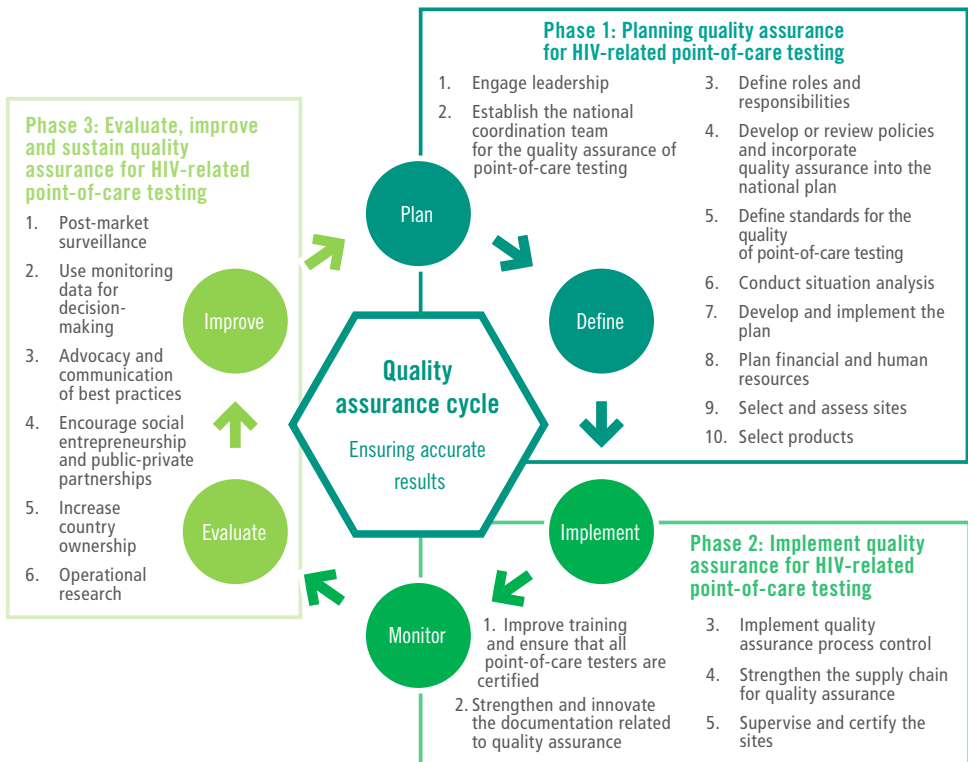 Phase 1: Planning quality assurance
for HIV-related point-of-care testing
1. Engage leadership
2. Establish the national
coordination team
for the quality assurance of
point-of-care testing
3. Define roles and
responsibilities
4. Develop or review policies
and incorporate
quality assurance into the
national plan
5. Define standards for the
quality
of point-of-care testing
6. Conduct situation analysis
7. Develop and implement the
plan
8. Plan financial and human
resources
9. Select and assess sites
10. Select products
Phase 3: Evaluate, improve
and sustain quality
assurance for HIV-related
point-of-care testing
1. Post-market
surveillance
2. Use monitoring
data for
decision-
making
3. Advocacy and
communication
of best practices
4. Encourage social
entrepreneurship
and public-private
partnerships
5. Increase
country
ownership
6. Operational
research
Plan
Define
Implement
Monitor
Evaluate
Improve
Quality
assurance cycle
Ensuring accurate
results
Phase 2: Implement quality
assurance for HIV-related
point-of-care testing
1. Improve training
and ensure that all
point-of-care testers are
certified
2. Strengthen and innovate
the documentation related
to quality assurance
3. Implement quality
assurance process control
4. Strengthen the supply chain
for quality assurance
5. Supervise and certify the
sites